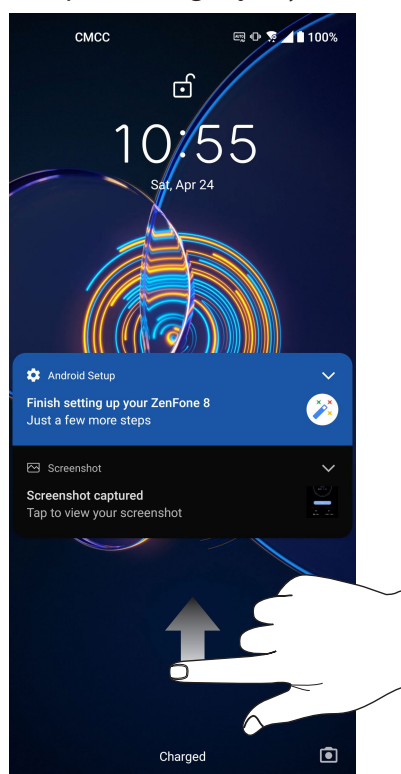 CMCC
100%
10:55
Sat, Apr 24
Android Setup
Finish setting up your ZenFone 8
Just a few more steps
Screenshot
Screenshot captured
Tap to view your screenshot
Charged